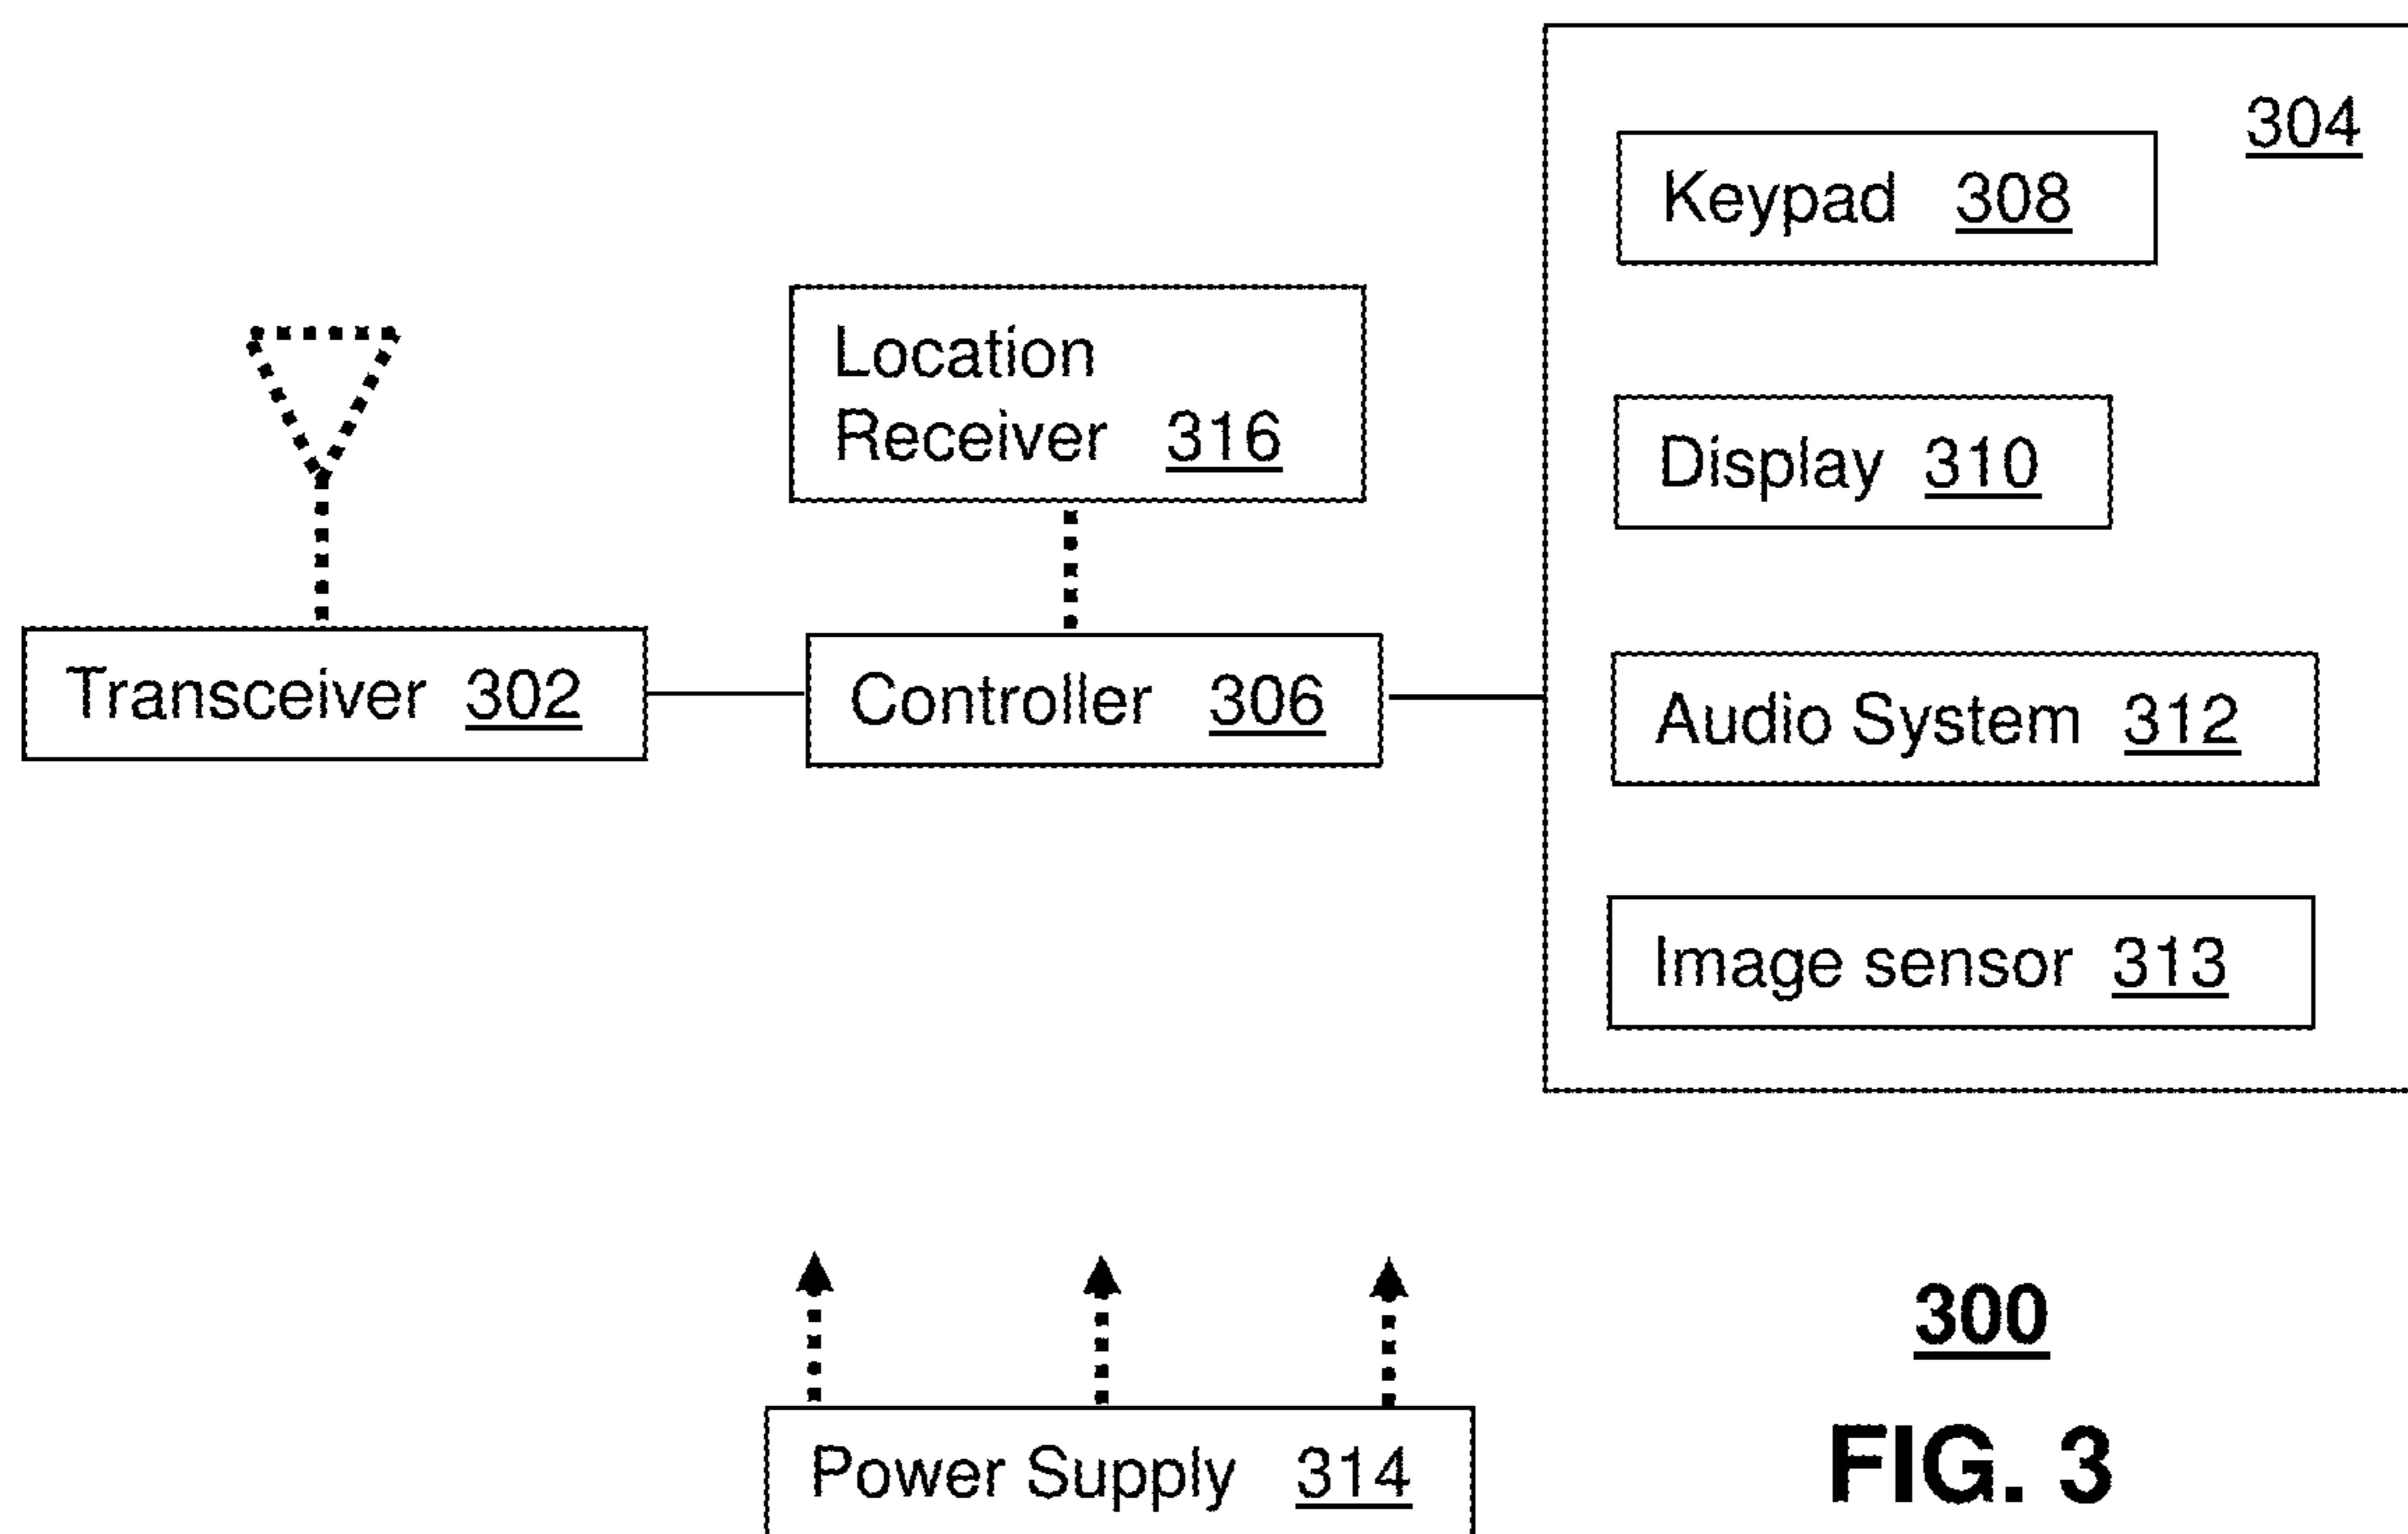 304
Keypad 308
Location
Receiver 316
Display 310
Transceiver 302
Controller 306
Audio System 312
Image sensor 313
300
Power Supply 314
FIG. 3